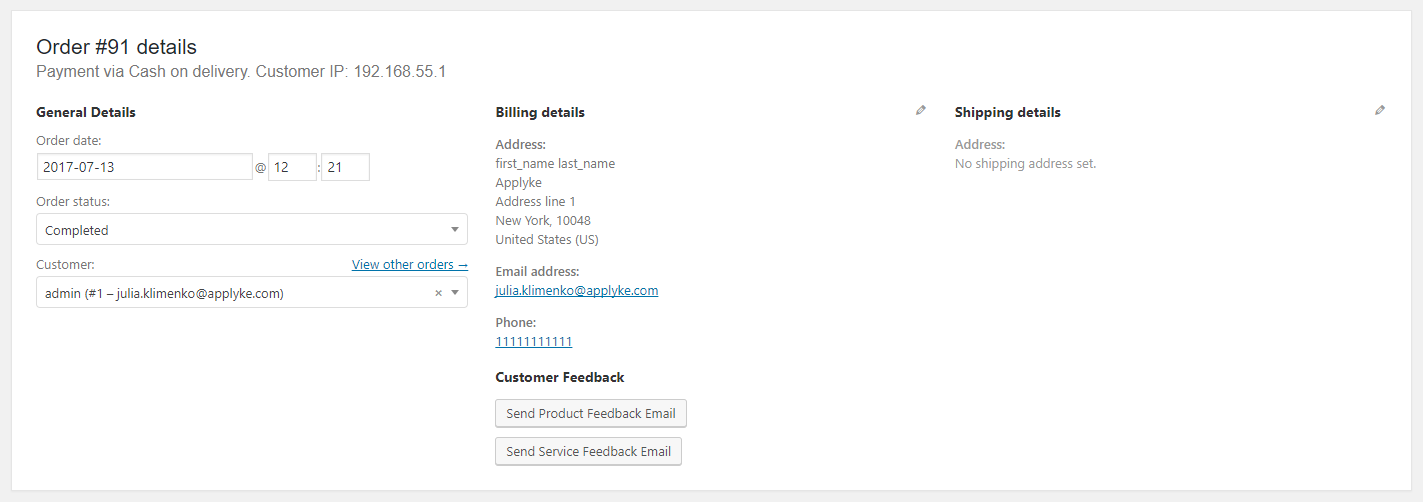 Order #91 details
Payment via Cash on delivery. Customer IP: 192.168.55.1
General Details
Order date:
2017-07-13 @ 12 : 21
Order status:
Completed
Customer: View other orders →
admin (#1 – julia.klimenko@applyke.com) ×
Billing details
Address:
first_name last_name
Applyke
Address line 1
New York, 10048
United States (US)
Email address:
julia.klimenko@applyke.com
Phone:
11111111111
Customer Feedback
Send Product Feedback Email
Send Service Feedback Email
Shipping details
Address:
No shipping address set.